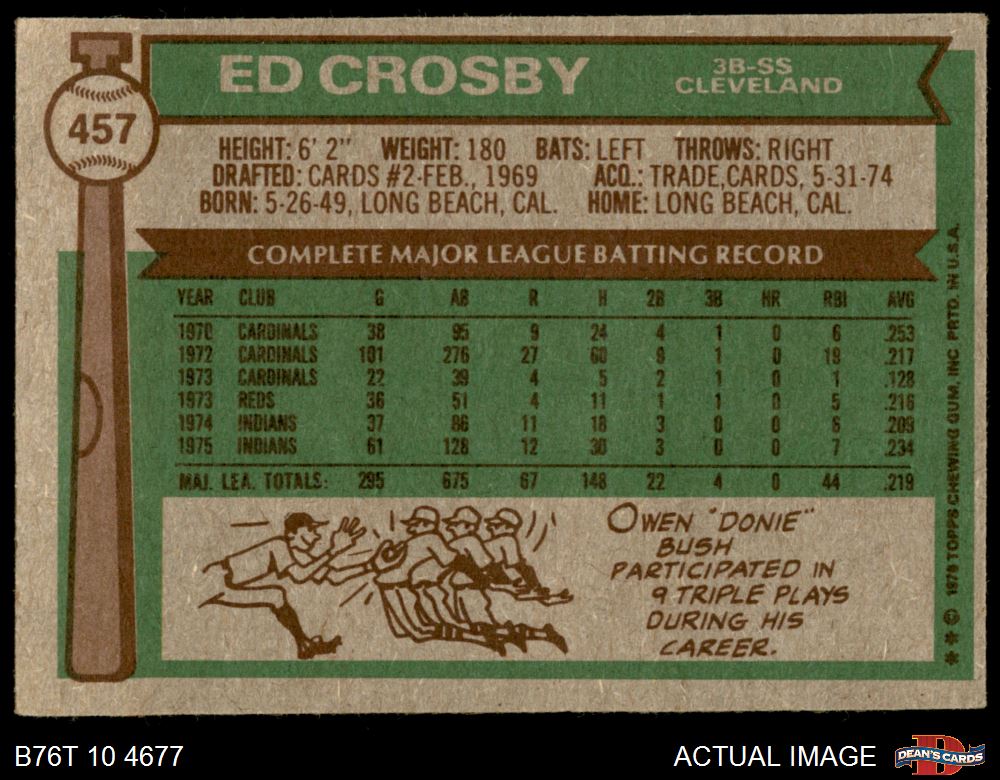 457
ED CROSBY
3B-SS
CLEVELAND
HEIGHT: 6' 2" WEIGHT: 180 BATS: LEFT THROWS: RIGHT
DRAFTED: CARDS #2-FEB., 1969 ACQ.: TRADE,CARDS, 5-31-74
BORN: 5-26-49, LONG BEACH, CAL. HOME: LONG BEACH, CAL.
COMPLETE MAJOR LEAGUE BATTING RECORD
YEAR CLUB G AB R H 2B 3B HR RBI AVG
1970 CARDINALS 38 95 9 24 4 1 0 6 .253
1972 CARDINALS 101 276 27 60 9 1 0 19 .217
1973 CARDINALS 22 39 4 5 2 1 0 1 .128
1973 REDS 36 51 4 11 1 1 0 5 .216
1974 INDIANS 37 86 11 18 3 0 0 6 .209
1975 INDIANS 61 128 12 30 3 0 0 7 .234
MAJ. LEA. TOTALS: 295 675 67 148 22 4 0 44 .219
OWEN "DONIE"
BUSH
PARTICIPATED IN
9 TRIPLE PLAYS
DURING HIS
CAREER.
** © 1976 TOPPS CHEWING GUM, INC PRTD. IN U.S.A.
B76T 10 4677
ACTUAL IMAGE
DEAN'S CARDS